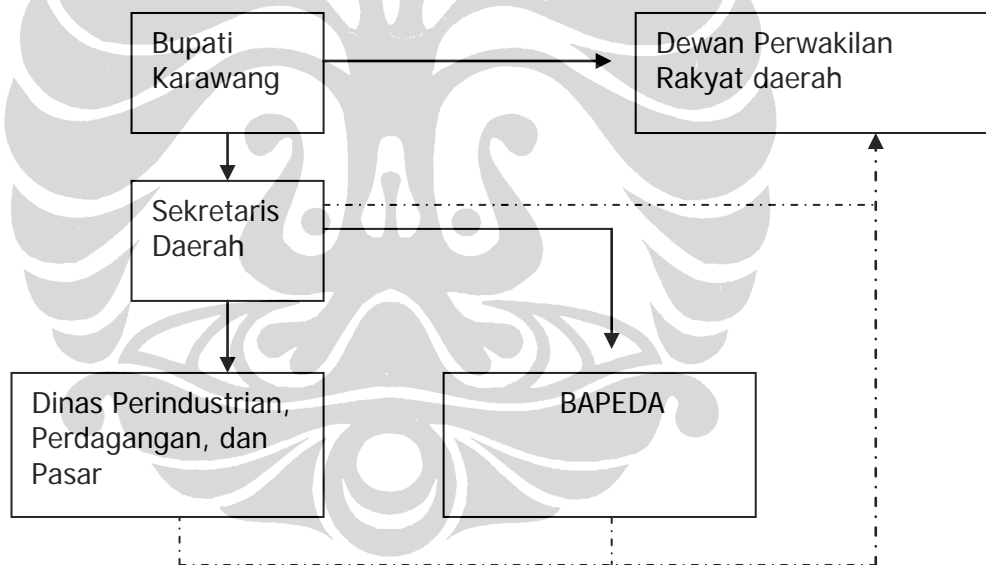 Bupati
Karawang
Dewan Perwakilan
Rakyat daerah
Sekretaris
Daerah
Dinas Perindustrian,
Perdagangan, dan
Pasar
BAPEDA